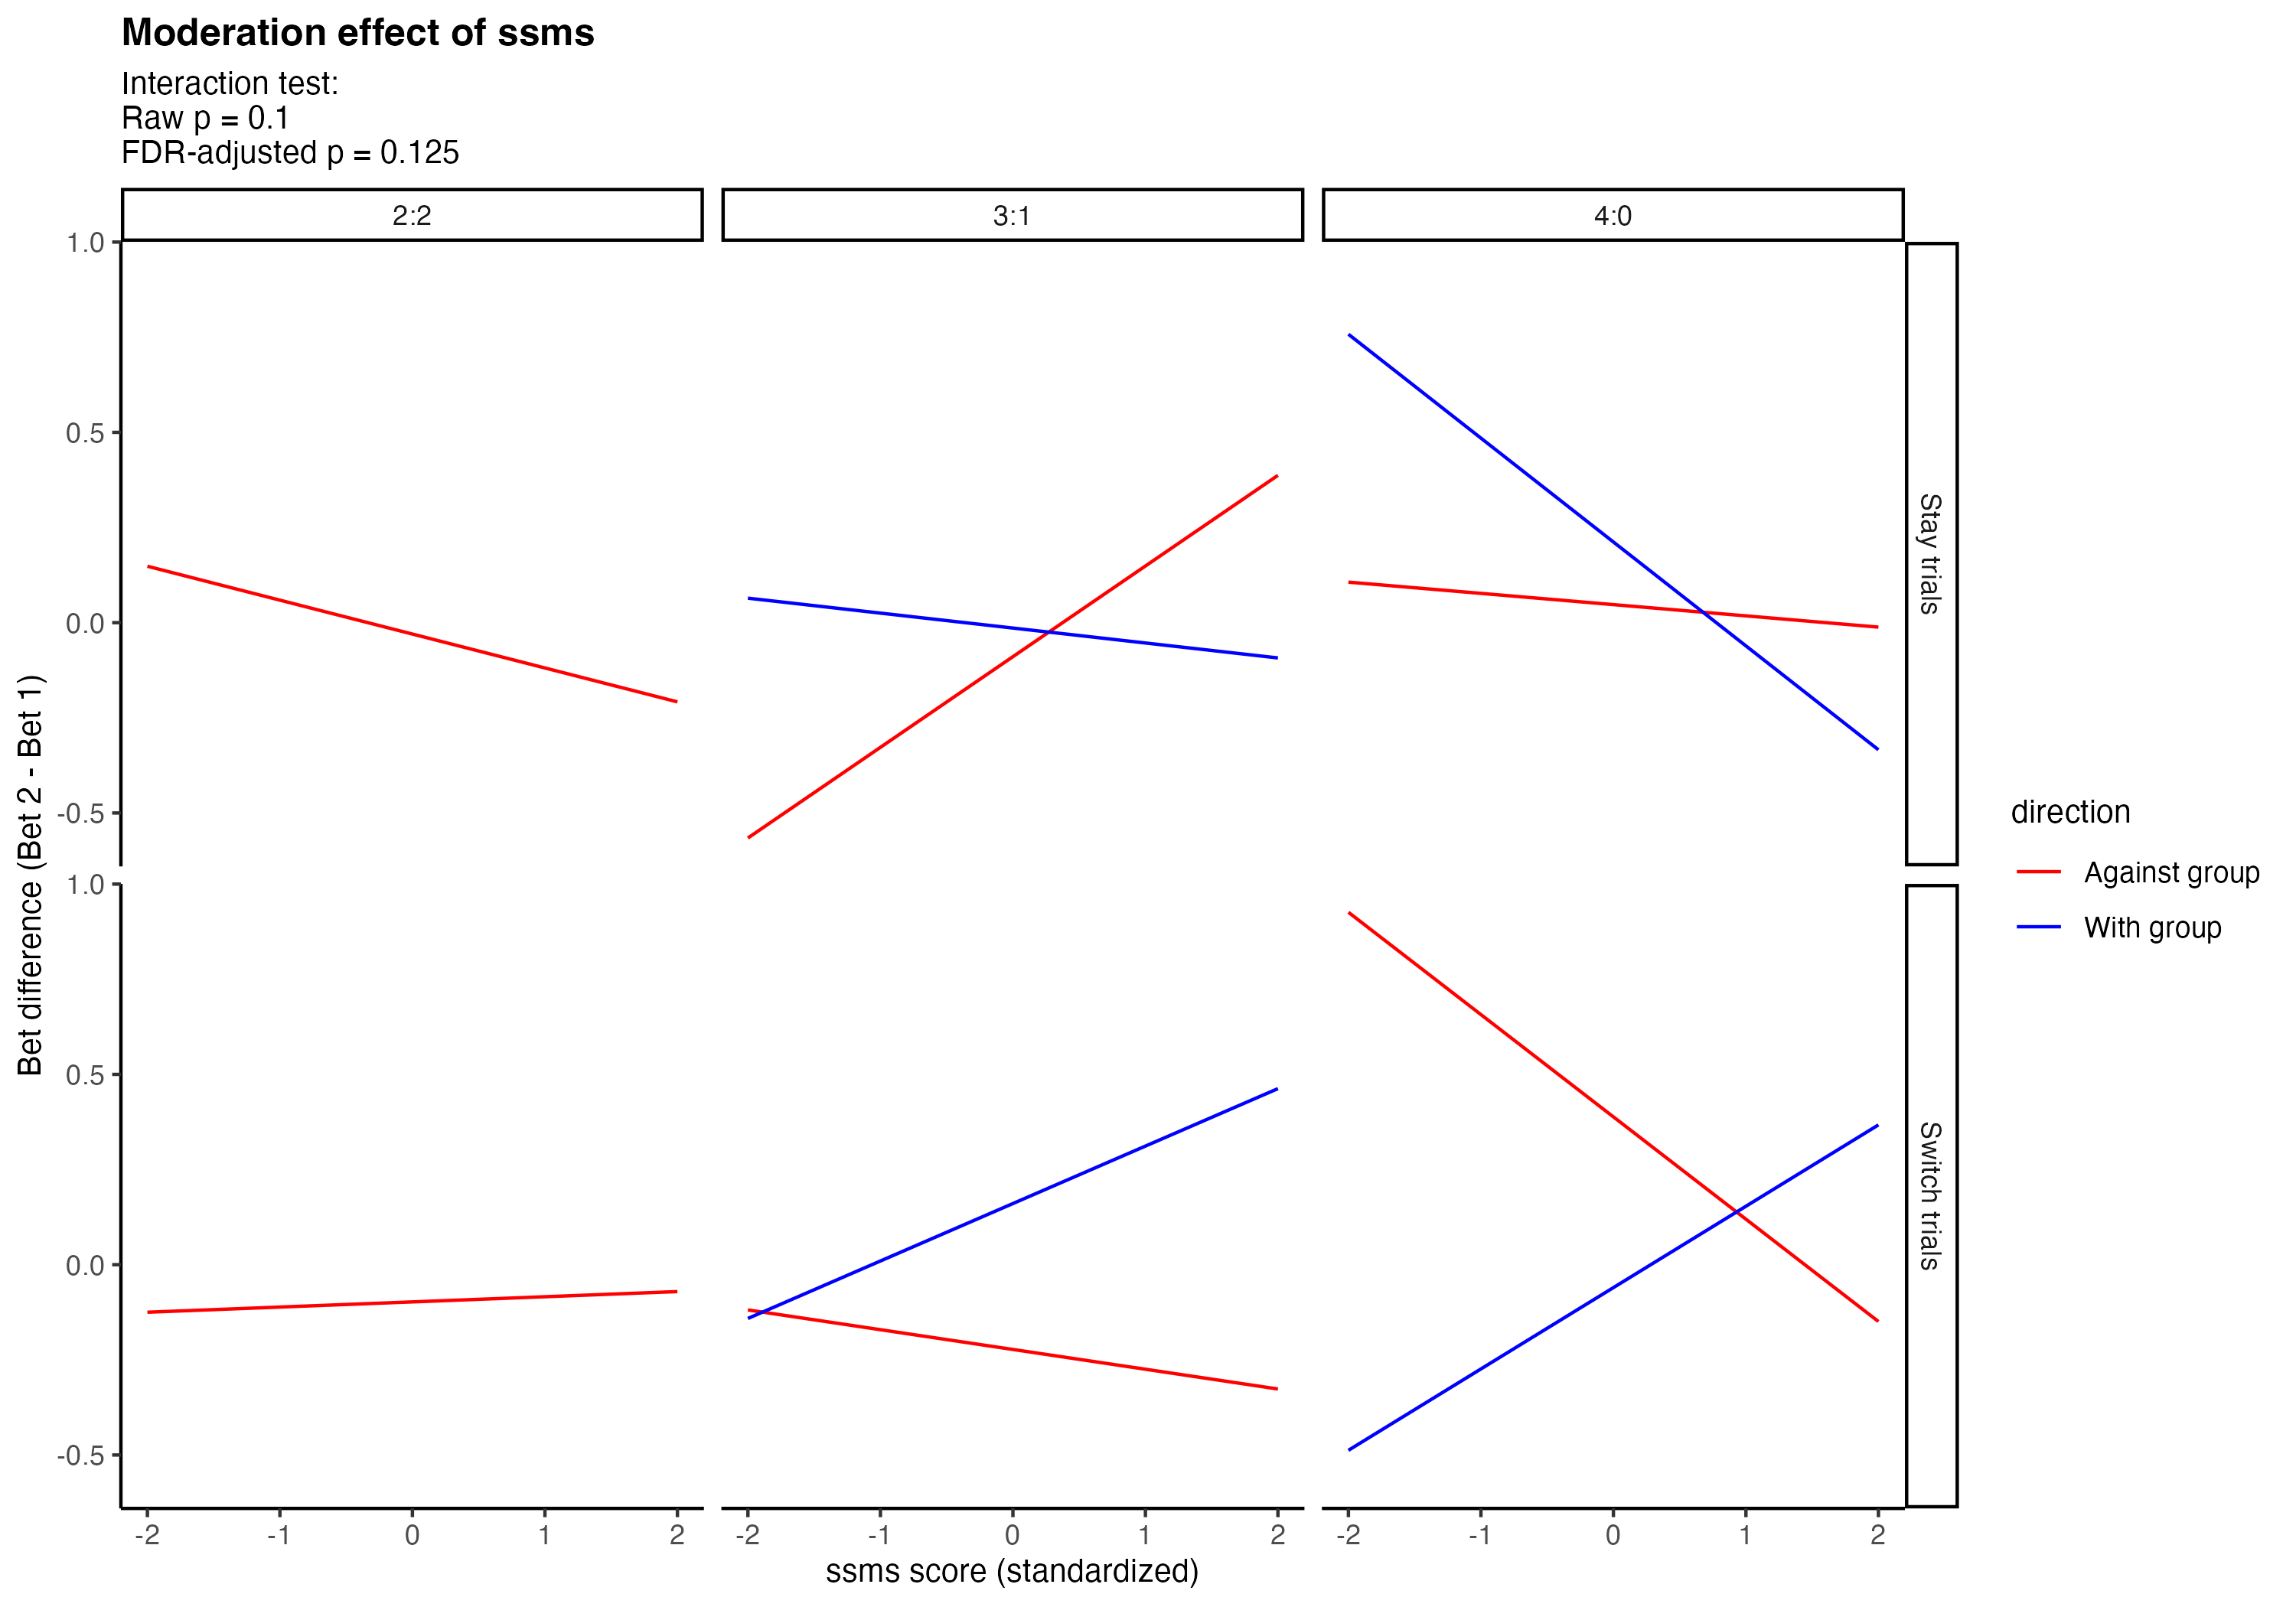 Moderation effect of ssms
Interaction test:
Raw p = 0.1
FDR-adjusted p = 0.125
2:2
3:1
4:0
1.0
0.5
0.0
-0.5
Stay trials
1.0
0.5
0.0
-0.5
Switch trials
Bet difference (Bet 2 - Bet 1)
-2 -1 0 1 2
-2 -1 0 1 2
-2 -1 0 1 2
ssms score (standardized)
direction
Against group
With group